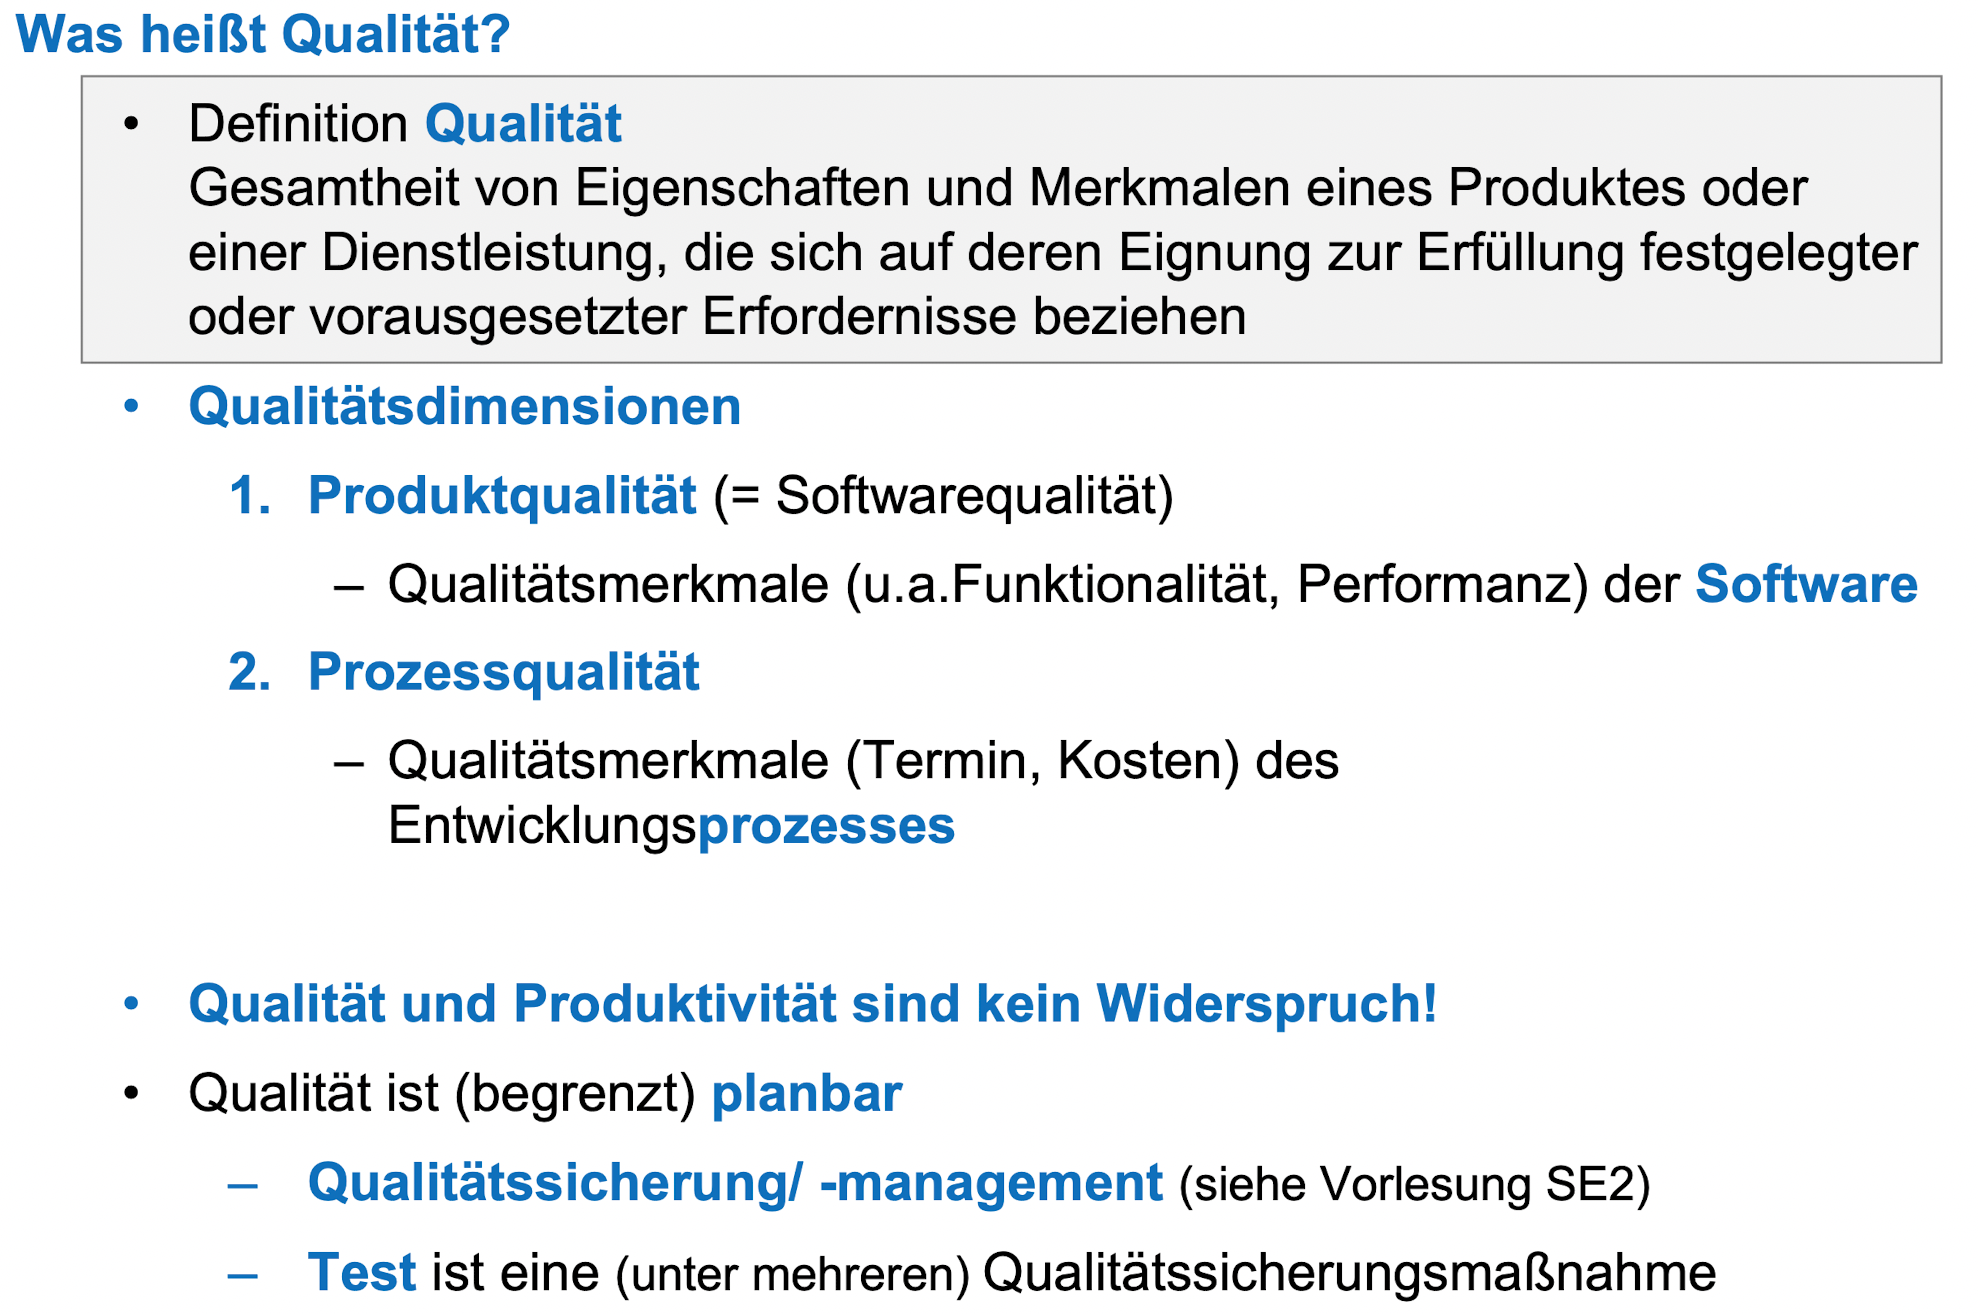 Was heißt Qualität?
• Definition Qualität
Gesamtheit von Eigenschaften und Merkmalen eines Produktes oder
einer Dienstleistung, die sich auf deren Eignung zur Erfüllung festgelegter
oder vorausgesetzter Erfordernisse beziehen
• Qualitätsdimensionen
1. Produktqualität (= Softwarequalität)
– Qualitätsmerkmale (u.a.Funktionalität, Performanz) der Software
2. Prozessqualität
– Qualitätsmerkmale (Termin, Kosten) des
Entwicklungsprozesses
• Qualität und Produktivität sind kein Widerspruch!
• Qualität ist (begrenzt) planbar
– Qualitätssicherung/ -management (siehe Vorlesung SE2)
– Test ist eine (unter mehreren) Qualitätssicherungsmaßnahme